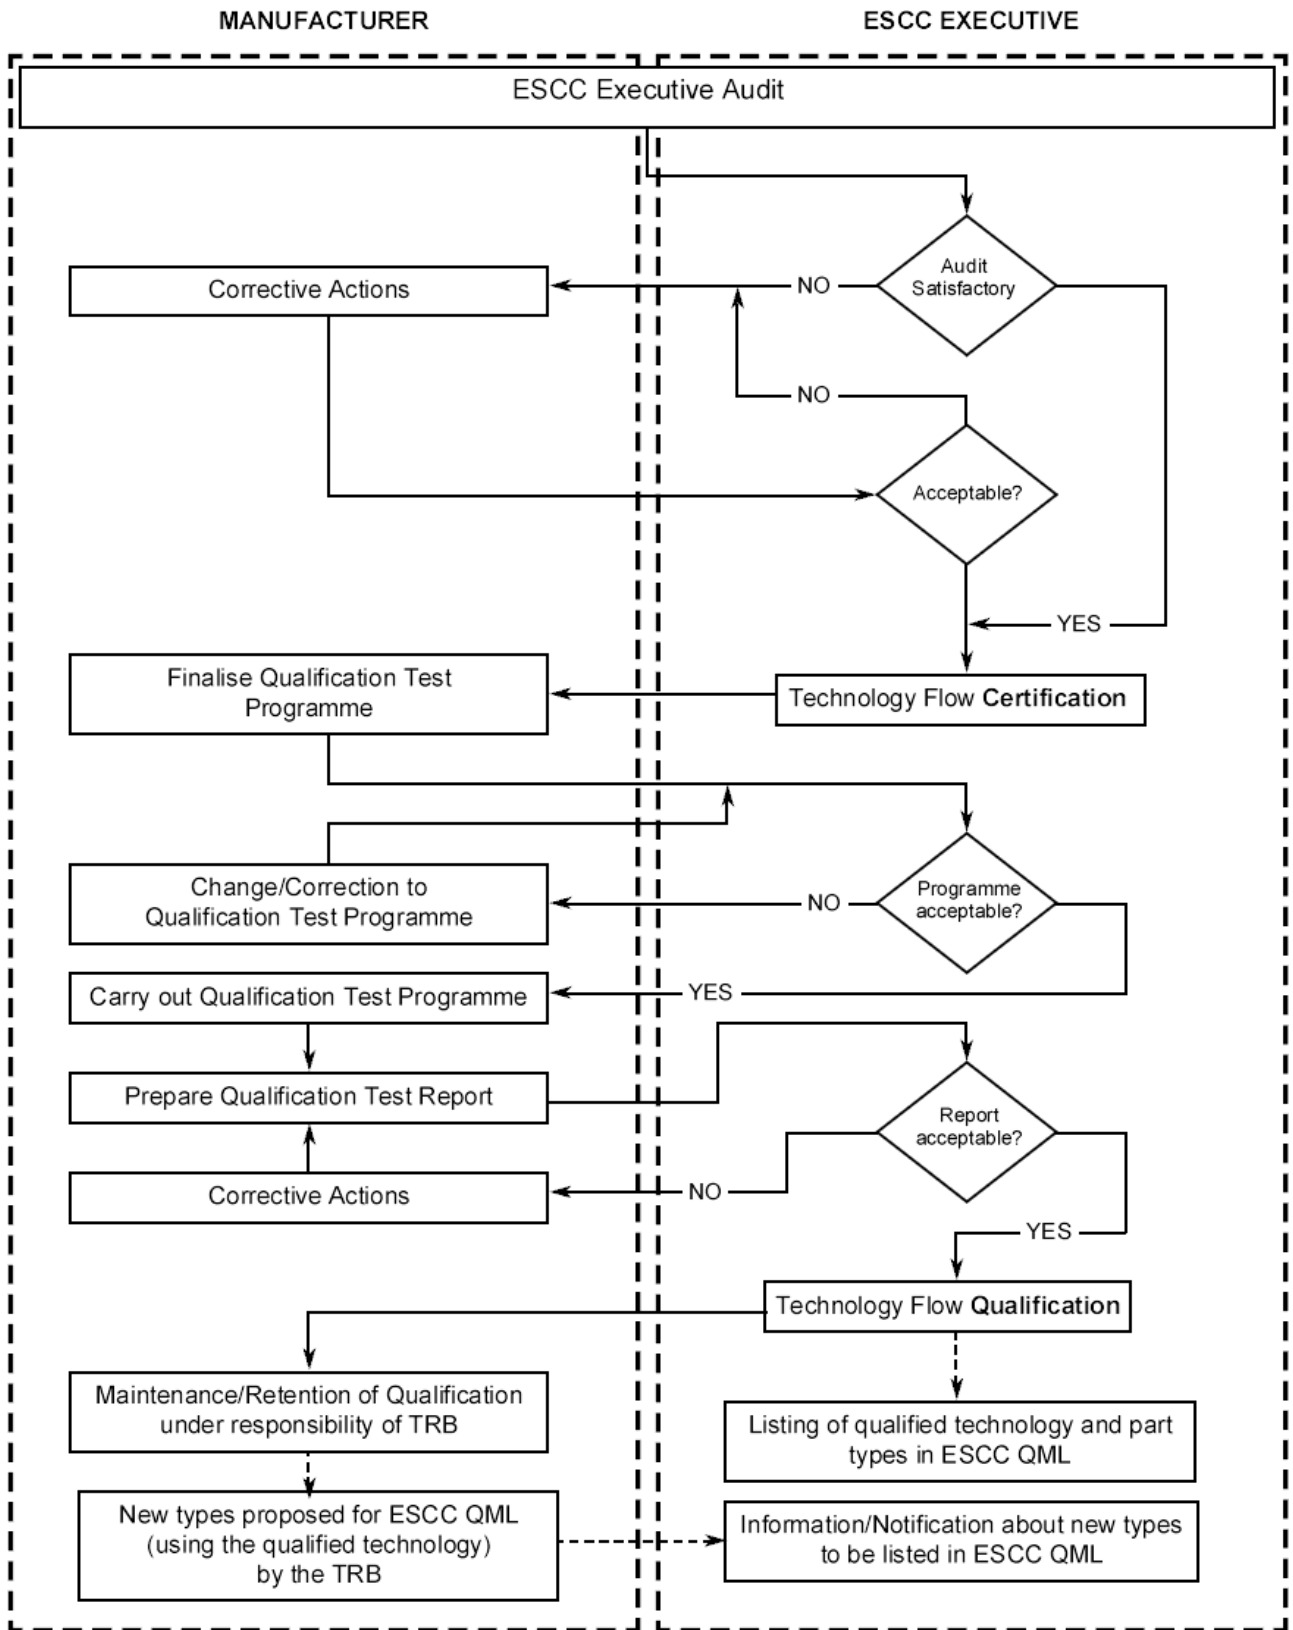 MANUFACTURER
ESCC EXECUTIVE
ESCC Executive Audit
Audit
Satisfactory
NO
Corrective Actions
NO
Acceptable?
YES
Finalise Qualification Test
Programme
Technology Flow Certification
Change/Correction to
Qualification Test Programme
NO
Programme
acceptable?
Carry out Qualification Test Programme
YES
Prepare Qualification Test Report
Report
acceptable?
Corrective Actions
NO
YES
Technology Flow Qualification
Maintenance/Retention of Qualification
under responsibility of TRB
Listing of qualified technology and part
types in ESCC QML
New types proposed for ESCC QML
(using the qualified technology)
by the TRB
Information/Notification about new types
to be listed in ESCC QML